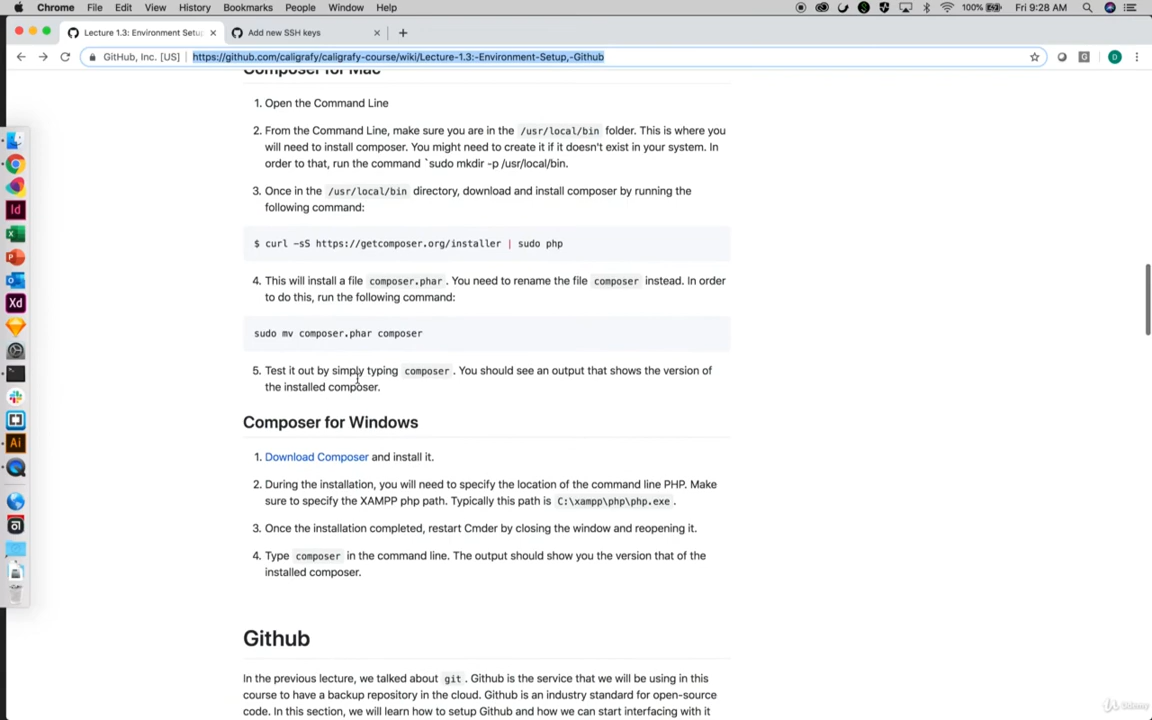 Chrome File Edit View History Bookmarks People Window Help 100% Fri 9:28 AM
Lecture 1.3: Environment Setup Add new SSH keys
GitHub, Inc. [US] https://github.com/caligrafy/caligrafy-course/wiki/Lecture-1.3:-Environment-Setup,-Github
Composer for Mac
1. Open the Command Line
2. From the Command Line, make sure you are in the /usr/local/bin folder. This is where you
will need to install composer. You might need to create it if it doesn't exist in your system. In
order to that, run the command `sudo mkdir -p /usr/local/bin.
3. Once in the /usr/local/bin directory, download and install composer by running the
following command:
$ curl -sS https://getcomposer.org/installer | sudo php
4. This will install a file composer.phar . You need to rename the file composer instead. In order
to do this, run the following command:
sudo mv composer.phar composer
5. Test it out by simply typing composer . You should see an output that shows the version of
the installed composer.
Composer for Windows
1. Download Composer and install it.
2. During the installation, you will need to specify the location of the command line PHP. Make
sure to specify the XAMPP php path. Typically this path is C:\xampp\php\php.exe .
3. Once the installation completed, restart Cmder by closing the window and reopening it.
4. Type composer in the command line. The output should show you the version that of the
installed composer.
Github
In the previous lecture, we talked about git . Github is the service that we will be using in this
course to have a backup repository in the cloud. Github is an industry standard for open-source
code. In this section, we will learn how to setup Github and how we can start interfacing with it
Id
Xd
Ai
Udemy